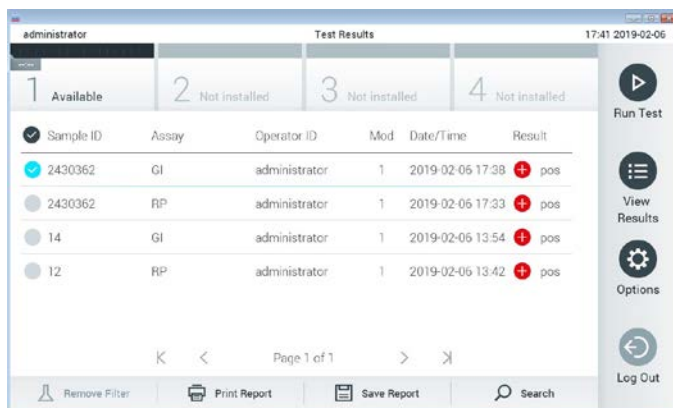 administrator Test Results 17:41 2019-02-06
1 Available 2 Not installed 3 Not installed 4 Not installed
Run Test
Sample ID Assay Operator ID Mod Date/Time Result
2430362 GI administrator 1 2019-02-06 17:38 pos
2430362 RP administrator 1 2019-02-06 17:33 pos
View
Results
14 GI administrator 1 2019-02-06 13:54 pos
12 RP administrator 1 2019-02-06 13:42 pos
Options
Page 1 of 1
Log Out
Remove Filter Print Report Save Report Search